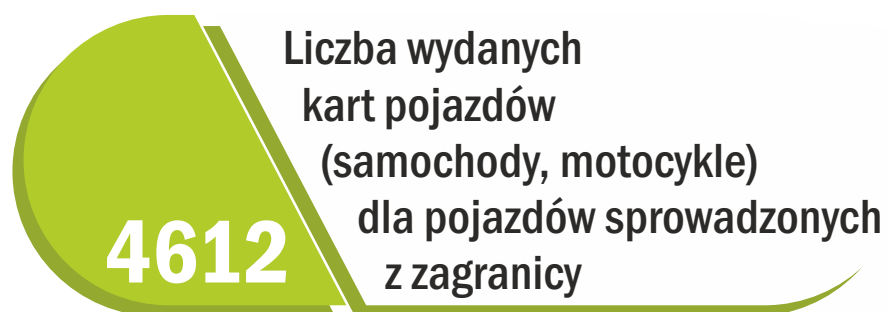 Liczba wydanych
kart pojazdów
(samochody, motocykle)
dla pojazdów sprowadzonych
z zagranicy
4612